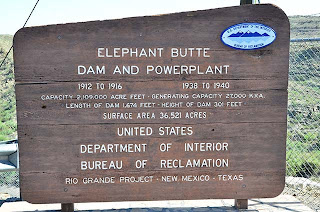 ELEPHANT BUTTE
DAM AND POWERPLANT
1912 TO 1916 1938 TO 1940
CAPACITY 2,109,000 ACRE FEET - GENERATING CAPACITY 27,000 K.V.A.
LENGTH OF DAM 1,674 FEET - HEIGHT OF DAM 301 FEET
SURFACE AREA 36,521 ACRES
UNITED STATES
DEPARTMENT OF INTERIOR
BUREAU OF RECLAMATION
RIO GRANDE PROJECT - NEW MEXICO - TEXAS